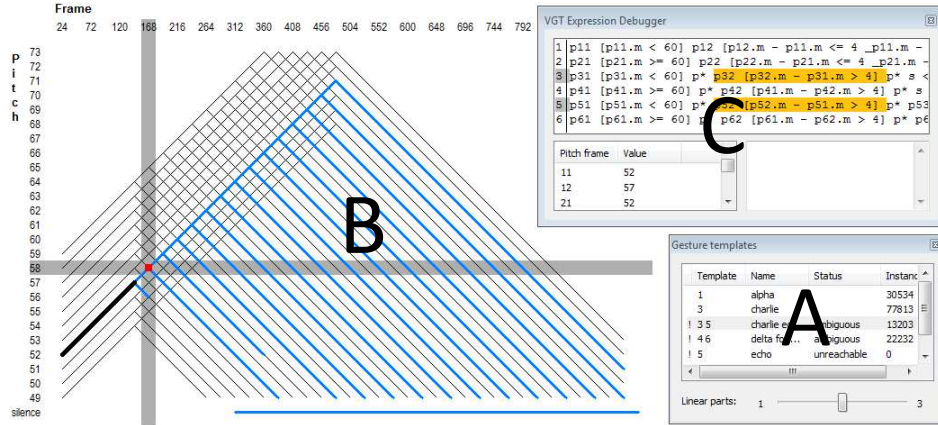 Frame
24 72 120 168 216 264 312 360 408 456 504 552 600 648 696 744 792
Pitch
73
72
71
70
69
68
67
66
65
64
63
62
61
60
59
58
57
56
55
54
53
52
51
50
49
silence
B
VGT Expression Debugger
1 p11 [p11.m < 60] p12 [p12.m - p11.m <= 4 _p11.m -
2 p21 [p21.m >= 60] p22 [p22.m - p21.m <= 4 _p21.m -
3 p31 [p31.m < 60] p* p32 [p32.m - p31.m > 4] p* s <
4 p41 [p41.m >= 60] p* p42 [p41.m - p42.m > 4] p* s
5 p51 [p51.m < 60] p* p52 [p52.m - p51.m > 4] p* p53
6 p61 [p61.m >= 60] p* p62 [p61.m - p62.m > 4] p* p6
C
Pitch frame Value
11 52
12 57
21 52
Gesture templates
Template Name Status Instanc
1 alpha 30534
3 charlie 77813
! 3 5 charlie e ambiguous 13203
! 4 6 delta fo... ambiguous 22232
! 5 echo unreachable 0
A
Linear parts: 1 3